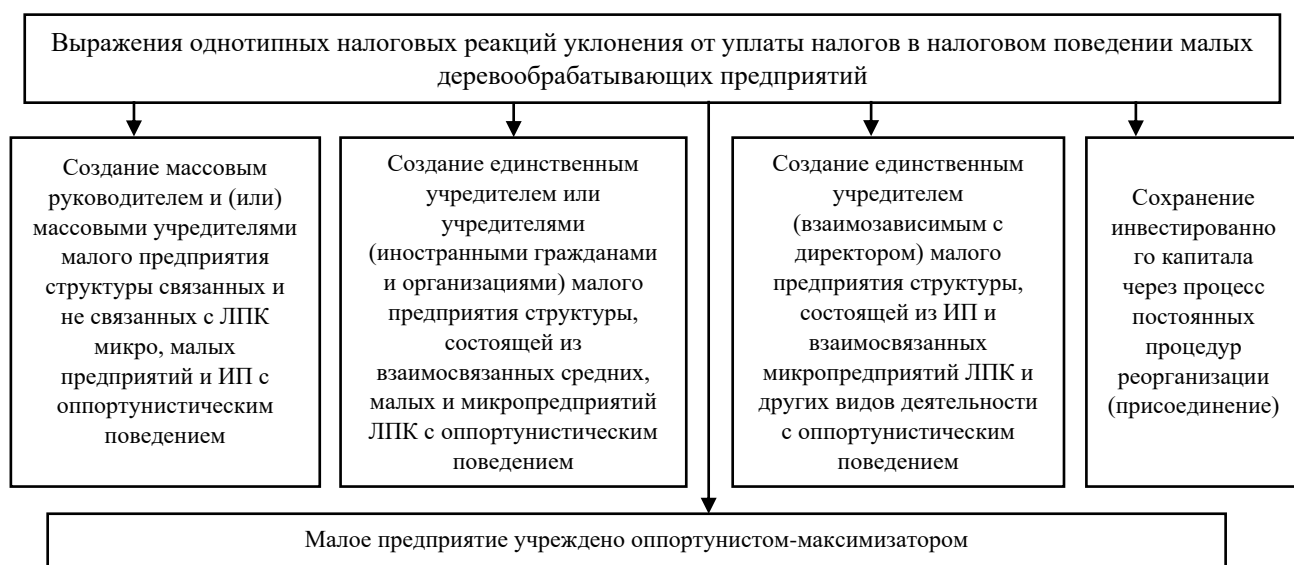 Выражения однотипных налоговых реакций уклонения от уплаты налогов в налоговом поведении малых
деревообрабатывающих предприятий
Создание массовым
руководителем и (или)
массовыми учредителями
малого предприятия
структуры связанных и
не связанных с ЛПК
микро, малых
предприятий и ИП с
оппортунистическим
поведением
Создание единственным
учредителем или
учредителями
(иностранными гражданами
и организациями) малого
предприятия структуры,
состоящей из
взаимосвязанных средних,
малых и микропредприятий
ЛПК с оппортунистическим
поведением
Создание единственным
учредителем
(взаимозависимым с
директором) малого
предприятия структуры,
состоящей из ИП и
взаимосвязанных
микропредприятий ЛПК и
других видов деятельности
с оппортунистическим
поведением
Сохранение
инвестированно
го капитала
через процесс
постоянных
процедур
реорганизации
(присоединение)
Малое предприятие учреждено оппортунистом-максимизатором